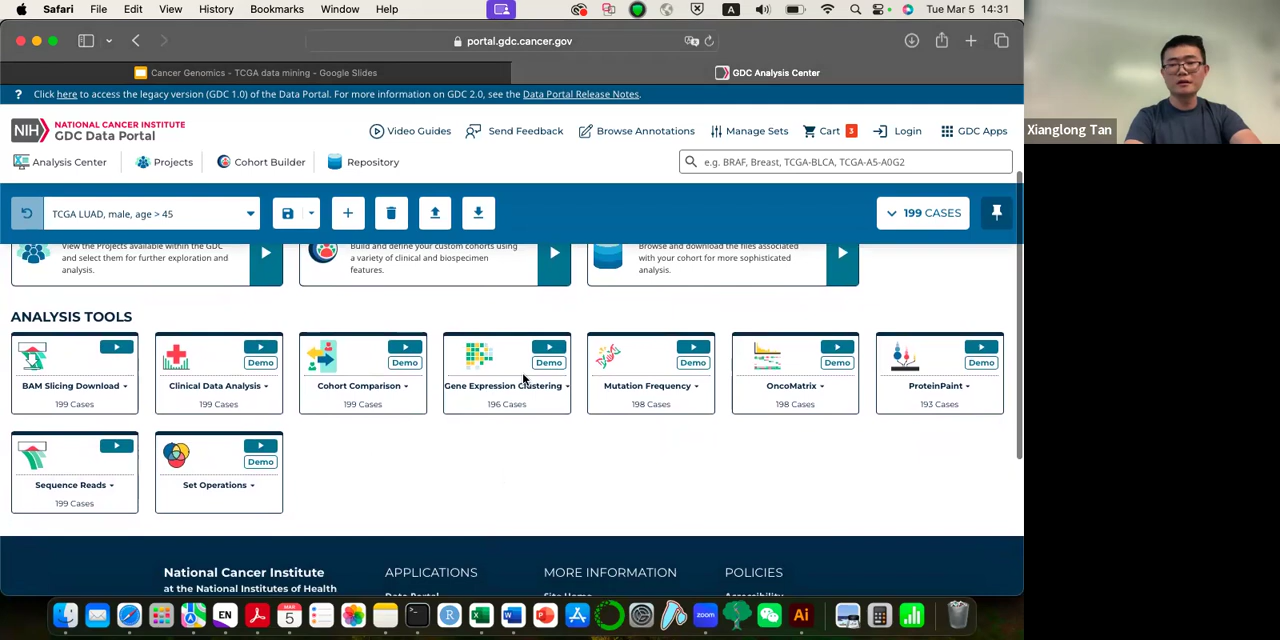 Safari File Edit View History Bookmarks Window Help A Tue Mar 5 14:31
portal.gdc.cancer.gov
Cancer Genomics - TCGA data mining - Google Slides GDC Analysis Center
? Click here to access the legacy version (GDC 1.0) of the Data Portal. For more information on GDC 2.0, see the Data Portal Release Notes.
NIH NATIONAL CANCER INSTITUTE
GDC Data Portal
Video Guides Send Feedback Browse Annotations Manage Sets Cart 3 Login GDC Apps
Analysis Center Projects Cohort Builder Repository e.g. BRAF, Breast, TCGA-BLCA, TCGA-A5-A0G2
TCGA LUAD, male, age > 45 199 CASES
View the Projects available within the GDC
and select them for further exploration and
analysis.
Build and define your custom cohorts using
a variety of clinical and biospecimen
features.
Browse and download the files associated
with your cohort for more sophisticated
analysis.
ANALYSIS TOOLS
BAM Slicing Download
199 Cases
Demo
Clinical Data Analysis
199 Cases
Demo
Cohort Comparison
199 Cases
Demo
Gene Expression Clustering
196 Cases
Demo
Mutation Frequency
198 Cases
Demo
OncoMatrix
198 Cases
Demo
ProteinPaint
193 Cases
Sequence Reads
199 Cases
Demo
Set Operations
National Cancer Institute
at the National Institutes of Health
APPLICATIONS
MORE INFORMATION
POLICIES
MAR
5
EN
R
zoom
Ai
Xianglong Tan